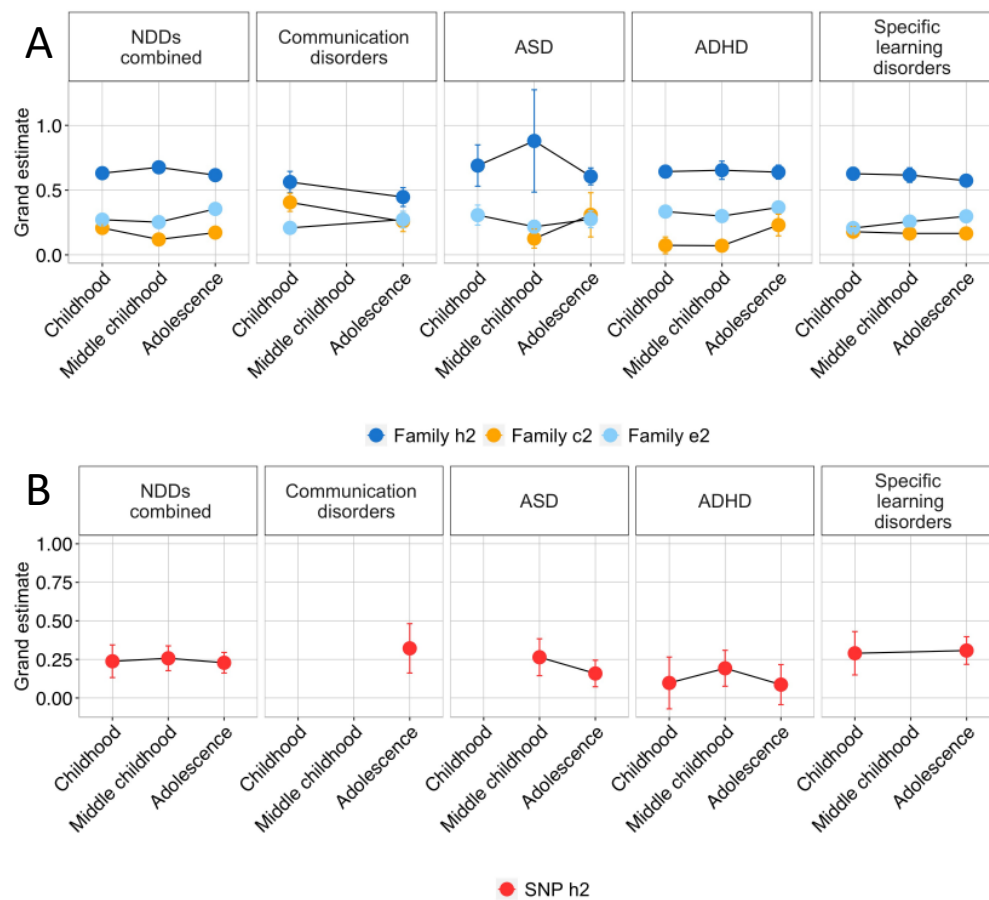 A
NDDs
combined
Communication
disorders
ASD
ADHD
Specific
learning
disorders
Grand estimate
1.0
0.5
0.0
Childhood
Middle childhood
Adolescence
Childhood
Middle childhood
Adolescence
Childhood
Middle childhood
Adolescence
Childhood
Middle childhood
Adolescence
Childhood
Middle childhood
Adolescence
Family h2 Family c2 Family e2
B
NDDs
combined
Communication
disorders
ASD
ADHD
Specific
learning
disorders
Grand estimate
1.00
0.75
0.50
0.25
0.00
Childhood
Middle childhood
Adolescence
Childhood
Middle childhood
Adolescence
Childhood
Middle childhood
Adolescence
Childhood
Middle childhood
Adolescence
Childhood
Middle childhood
Adolescence
SNP h2